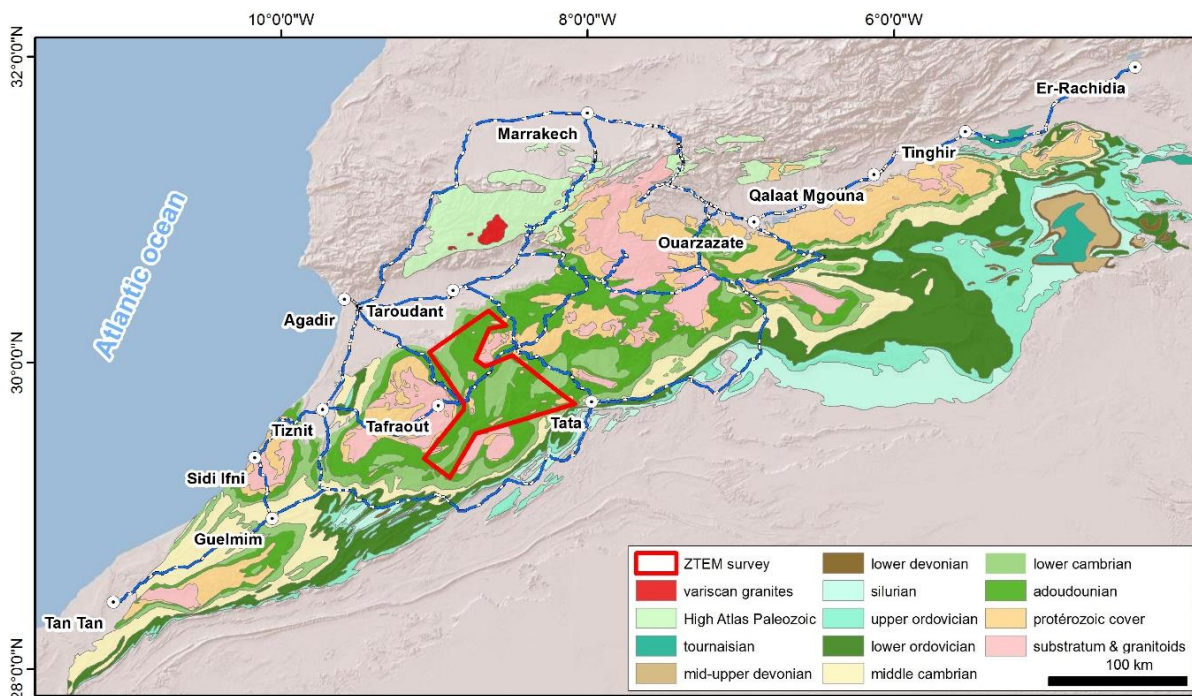 10°0'0"W
8°0'0"W
6°0'0"W
32°0'0"N
30°0'0"N
28°0'0"N
Atlantic ocean
Er-Rachidia
Marrakech
Tinghir
Qalaat Mgouna
Ouarzazate
Agadir
Taroudant
Tiznit
Tafraout
Tata
Sidi Ifni
Guelmim
Tan Tan
ZTEM survey
variscan granites
High Atlas Paleozoic
tournaisian
mid-upper devonian
lower devonian
silurian
upper ordovician
lower ordovician
middle cambrian
lower cambrian
adoudounian
protérozoic cover
substratum & granitoids
100 km